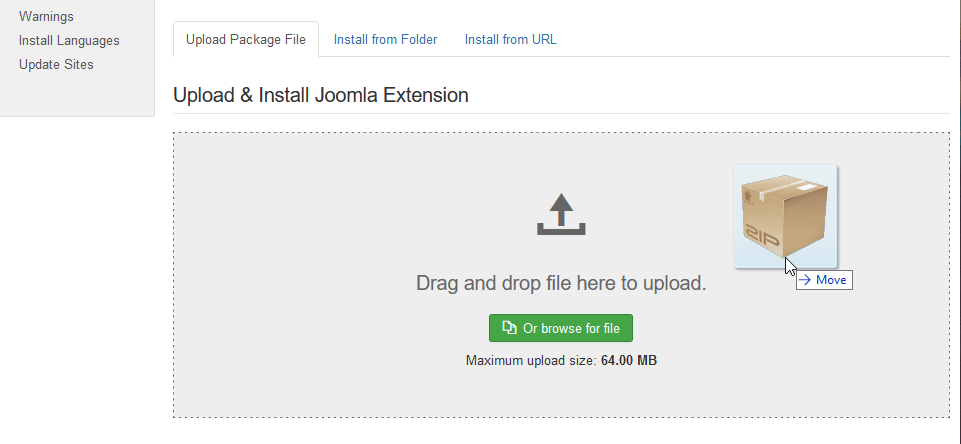 Warnings
Install Languages
Update Sites
Upload Package File
Install from Folder
Install from URL
Upload & Install Joomla Extension
ZIP
Drag and drop file here to upload.
Move
Or browse for file
Maximum upload size: 64.00 MB